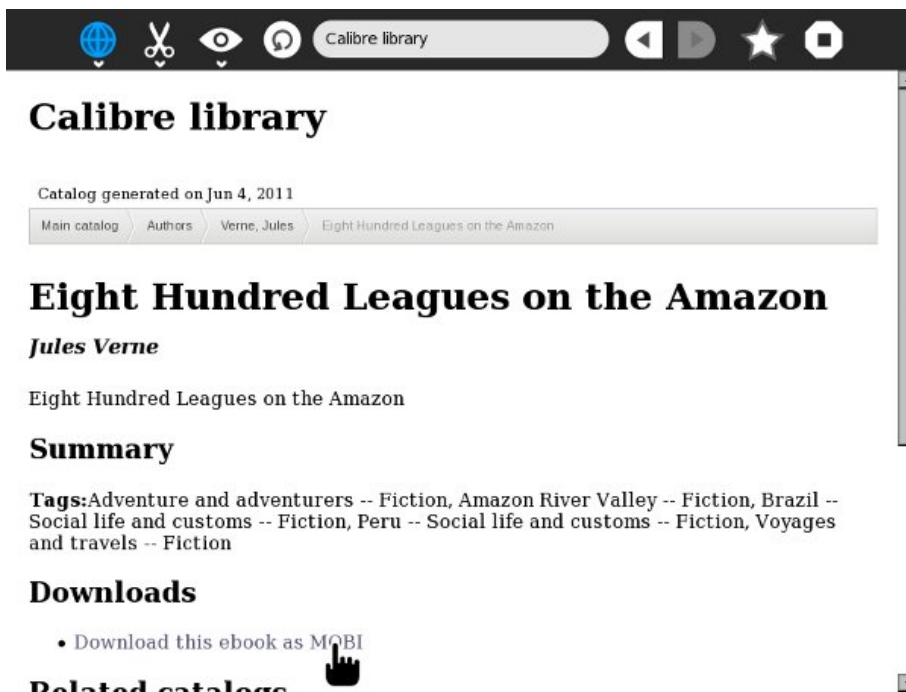 Calibre library
Calibre library
Catalog generated on Jun 4, 2011
Main catalog Authors Verne, Jules Eight Hundred Leagues on the Amazon
Eight Hundred Leagues on the Amazon
Jules Verne
Eight Hundred Leagues on the Amazon
Summary
Tags:Adventure and adventurers -- Fiction, Amazon River Valley -- Fiction, Brazil --
Social life and customs -- Fiction, Peru -- Social life and customs -- Fiction, Voyages
and travels -- Fiction
Downloads
• Download this ebook as MOBI
Related catalogs